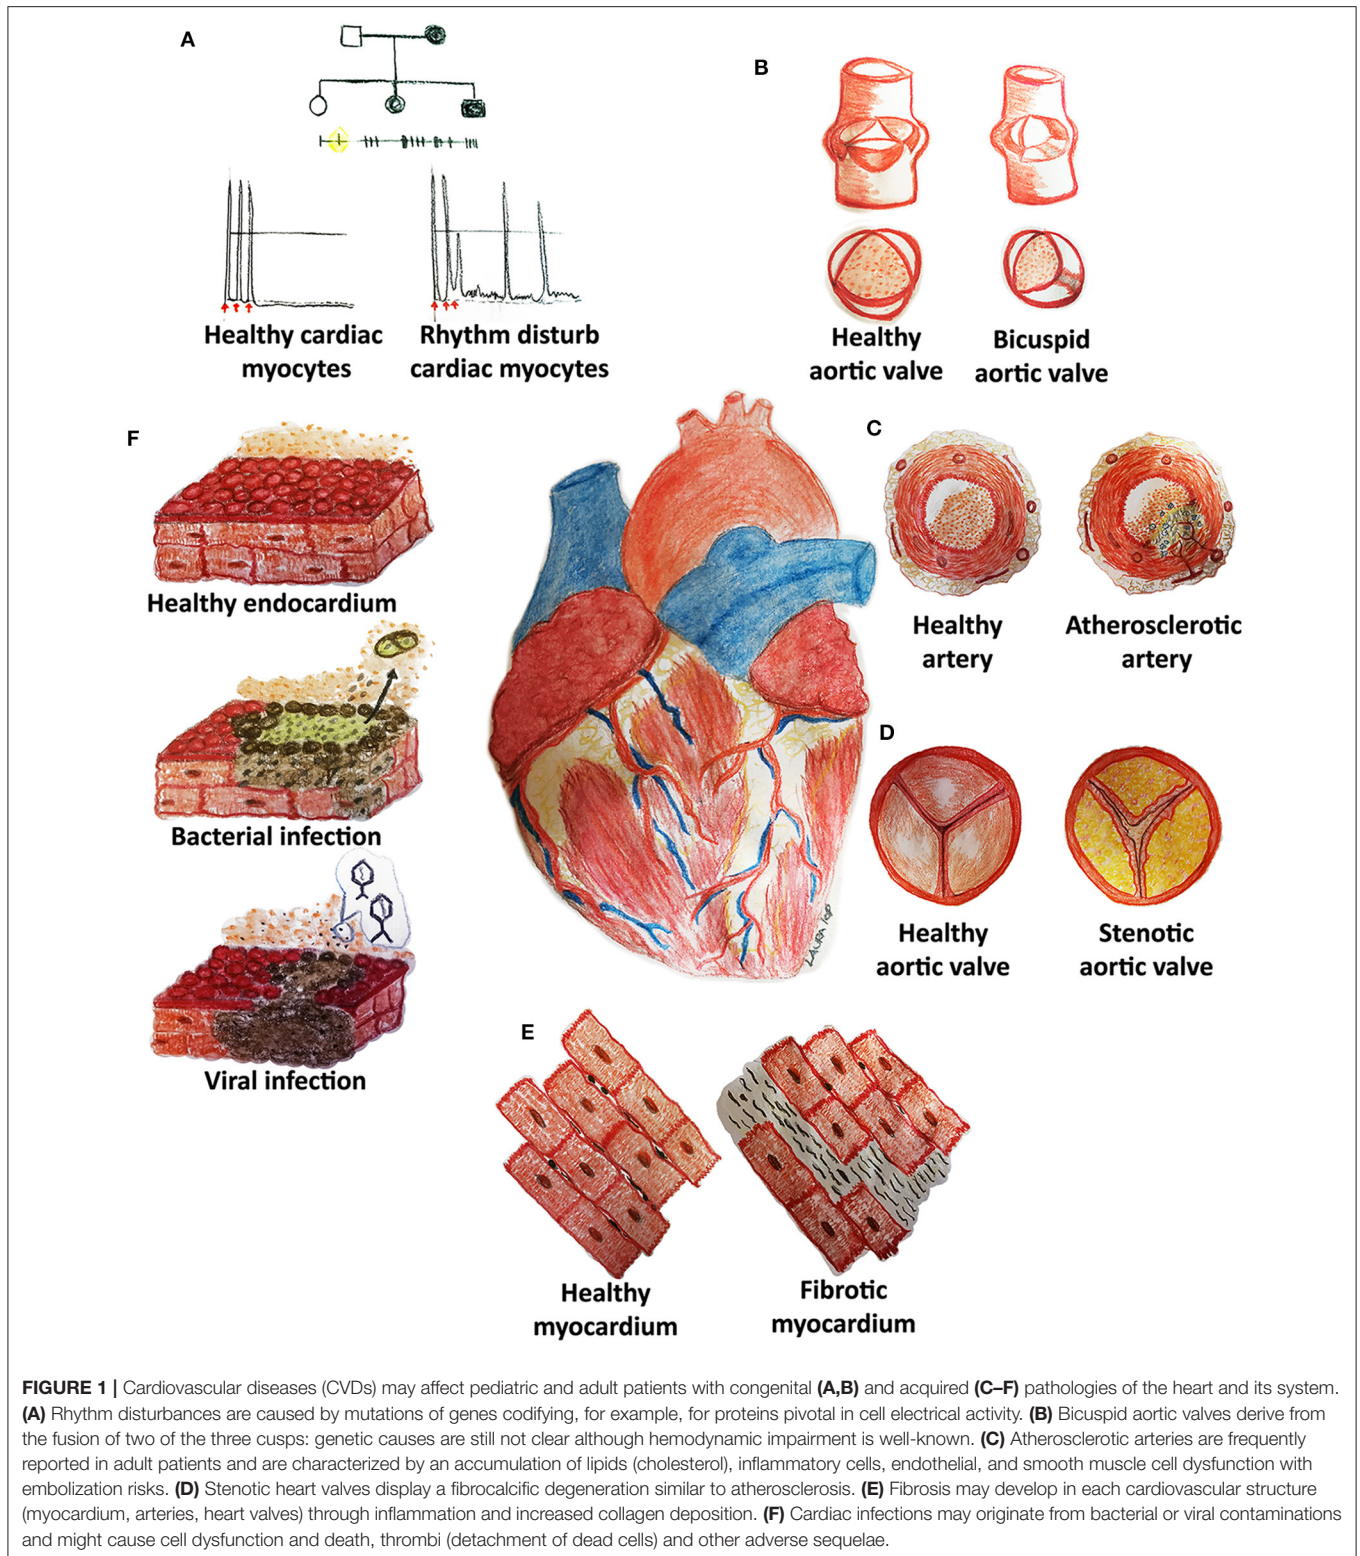 A
B
Healthy cardiac
myocytes
Rhythm disturb
cardiac myocytes
Healthy
aortic valve
Bicuspid
aortic valve
F
C
Healthy endocardium
Healthy
artery
Atherosclerotic
artery
Bacterial infection
D
Healthy
aortic valve
Stenotic
aortic valve
LAURA
Viral infection
E
Healthy
myocardium
Fibrotic
myocardium
FIGURE 1 | Cardiovascular diseases (CVDs) may affect pediatric and adult patients with congenital (A,B) and acquired (C–F) pathologies of the heart and its system.
(A) Rhythm disturbances are caused by mutations of genes codifying, for example, for proteins pivotal in cell electrical activity. (B) Bicuspid aortic valves derive from
the fusion of two of the three cusps: genetic causes are still not clear although hemodynamic impairment is well-known. (C) Atherosclerotic arteries are frequently
reported in adult patients and are characterized by an accumulation of lipids (cholesterol), inflammatory cells, endothelial, and smooth muscle cell dysfunction with
embolization risks. (D) Stenotic heart valves display a fibrocalcific degeneration similar to atherosclerosis. (E) Fibrosis may develop in each cardiovascular structure
(myocardium, arteries, heart valves) through inflammation and increased collagen deposition. (F) Cardiac infections may originate from bacterial or viral contaminations
and might cause cell dysfunction and death, thrombi (detachment of dead cells) and other adverse sequelae.